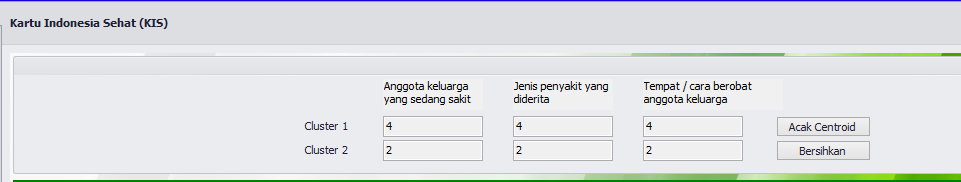 Kartu Indonesia Sehat (KIS)
Anggota keluarga yang sedang sakit
Jenis penyakit yang diderita
Tempat / cara berobat anggota keluarga
Cluster 1 4 4 4 Acak Centroid
Cluster 2 2 2 2 Bersihkan